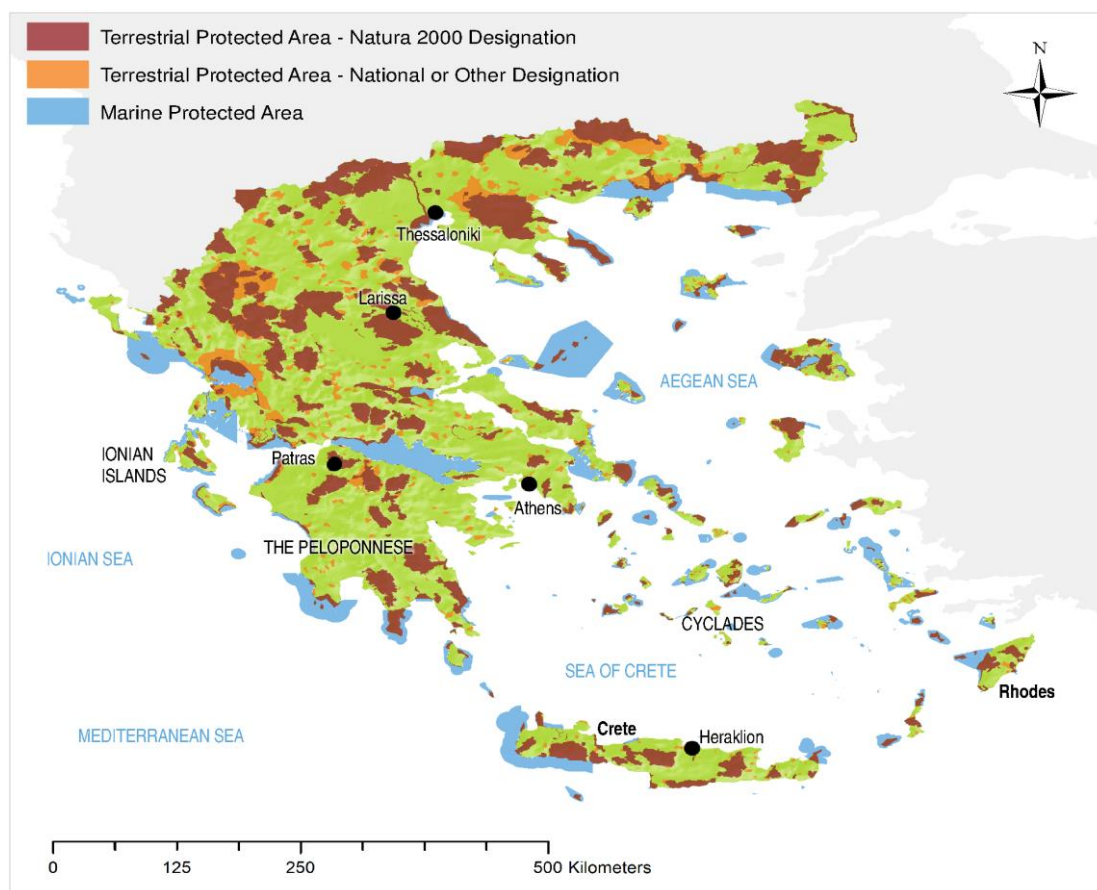 Terrestrial Protected Area - Natura 2000 Designation
Terrestrial Protected Area - National or Other Designation
Marine Protected Area
N
Thessaloniki
Larissa
AEGEAN SEA
IONIAN
ISLANDS
Patras
Athens
IONIAN SEA
THE PELOPONNESE
CYCLADES
SEA OF CRETE
Rhodes
MEDITERRANEAN SEA
Crete
Heraklion
0 125 250 500 Kilometers